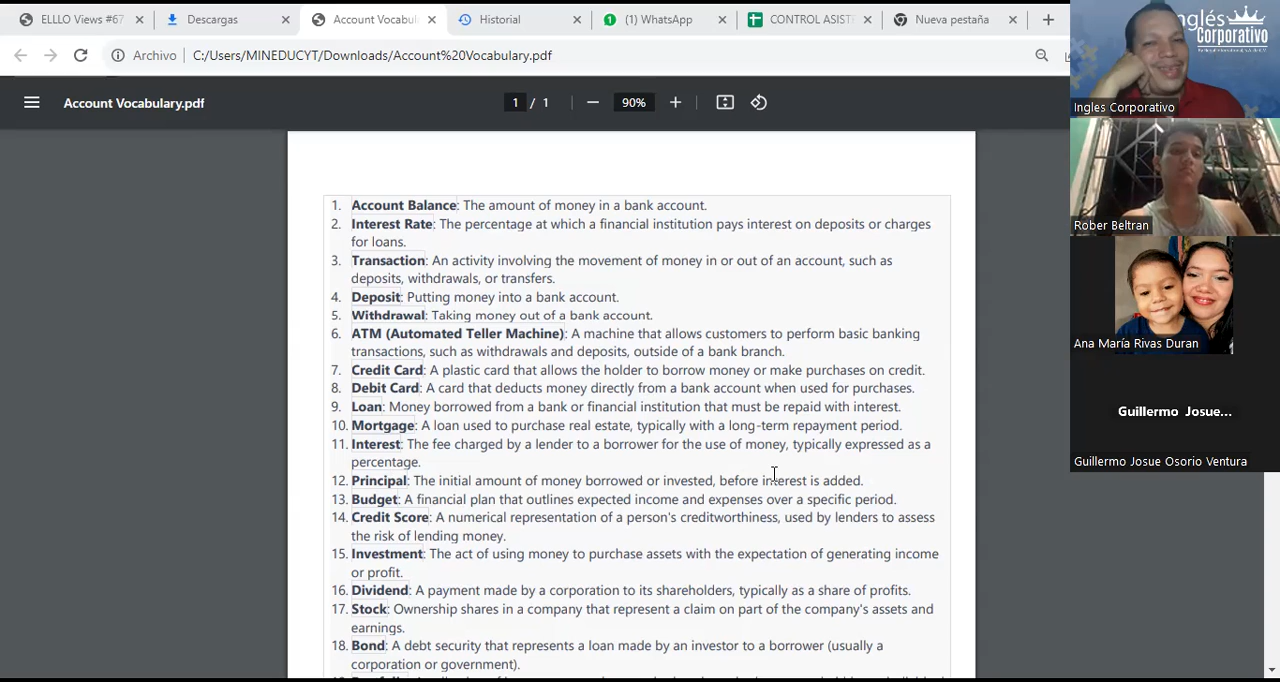 ELLLO Views #67
Descargas
Account Vocabul
Historial
(1) WhatsApp
CONTROL ASIST
Nueva pestaña
Archivo
C:/Users/MINEDUCYT/Downloads/Account%20Vocabulary.pdf
Account Vocabulary.pdf
1 / 1
90%
1. Account Balance: The amount of money in a bank account.
2. Interest Rate: The percentage at which a financial institution pays interest on deposits or charges
for loans.
3. Transaction: An activity involving the movement of money in or out of an account, such as
deposits, withdrawals, or transfers.
4. Deposit: Putting money into a bank account.
5. Withdrawal: Taking money out of a bank account.
6. ATM (Automated Teller Machine): A machine that allows customers to perform basic banking
transactions, such as withdrawals and deposits, outside of a bank branch.
7. Credit Card: A plastic card that allows the holder to borrow money or make purchases on credit.
8. Debit Card: A card that deducts money directly from a bank account when used for purchases.
9. Loan: Money borrowed from a bank or financial institution that must be repaid with interest.
10. Mortgage: A loan used to purchase real estate, typically with a long-term repayment period.
11. Interest: The fee charged by a lender to a borrower for the use of money, typically expressed as a
percentage.
12. Principal: The initial amount of money borrowed or invested, before interest is added.
13. Budget: A financial plan that outlines expected income and expenses over a specific period.
14. Credit Score: A numerical representation of a person's creditworthiness, used by lenders to assess
the risk of lending money.
15. Investment: The act of using money to purchase assets with the expectation of generating income
or profit.
16. Dividend: A payment made by a corporation to its shareholders, typically as a share of profits.
17. Stock: Ownership shares in a company that represent a claim on part of the company's assets and
earnings.
18. Bond: A debt security that represents a loan made by an investor to a borrower (usually a
corporation or government).
Inglés
Corporativo
Ingles Corporativo
Rober Beltran
Ana María Rivas Duran
Guillermo Josue...
Guillermo Josue Osorio Ventura